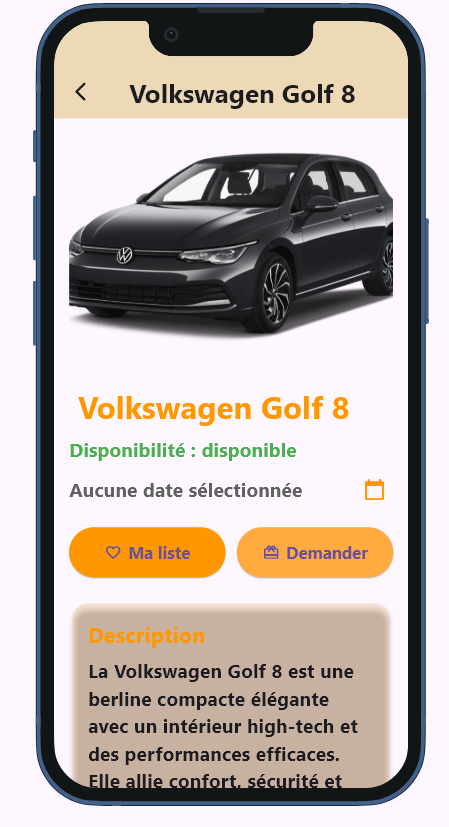 Volkswagen Golf 8
Volkswagen Golf 8
Disponibilité : disponible
Aucune date sélectionnée
Ma liste
Demander
Description
La Volkswagen Golf 8 est une
berline compacte élégante
avec un intérieur high-tech et
des performances efficaces.
Elle allie confort, sécurité et